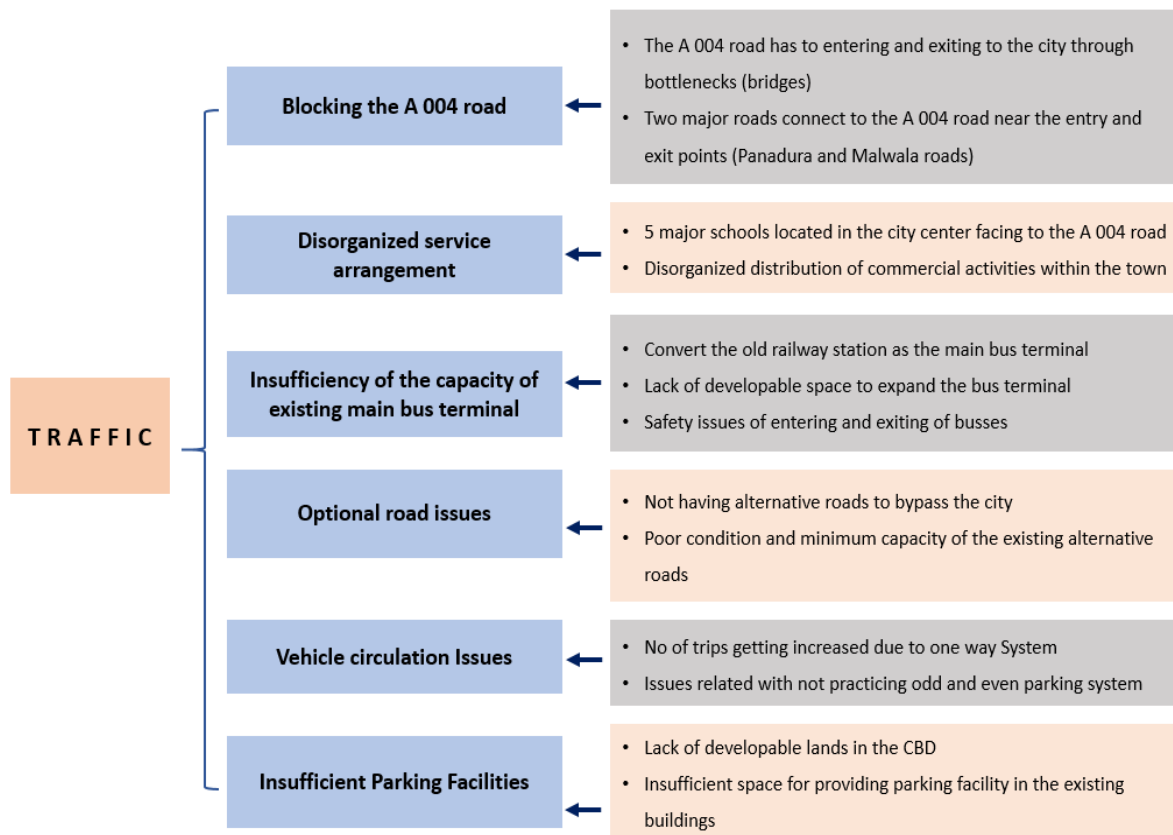 T R A F F I C
Blocking the A 004 road
• The A 004 road has to entering and exiting to the city through
bottlenecks (bridges)
• Two major roads connect to the A 004 road near the entry and
exit points (Panadura and Malwala roads)
Disorganized service
arrangement
• 5 major schools located in the city center facing to the A 004 road
• Disorganized distribution of commercial activities within the town
Insufficiency of the capacity of
existing main bus terminal
• Convert the old railway station as the main bus terminal
• Lack of developable space to expand the bus terminal
• Safety issues of entering and exiting of busses
Optional road issues
• Not having alternative roads to bypass the city
• Poor condition and minimum capacity of the existing alternative
roads
Vehicle circulation Issues
• No of trips getting increased due to one way System
• Issues related with not practicing odd and even parking system
Insufficient Parking Facilities
• Lack of developable lands in the CBD
• Insufficient space for providing parking facility in the existing
buildings